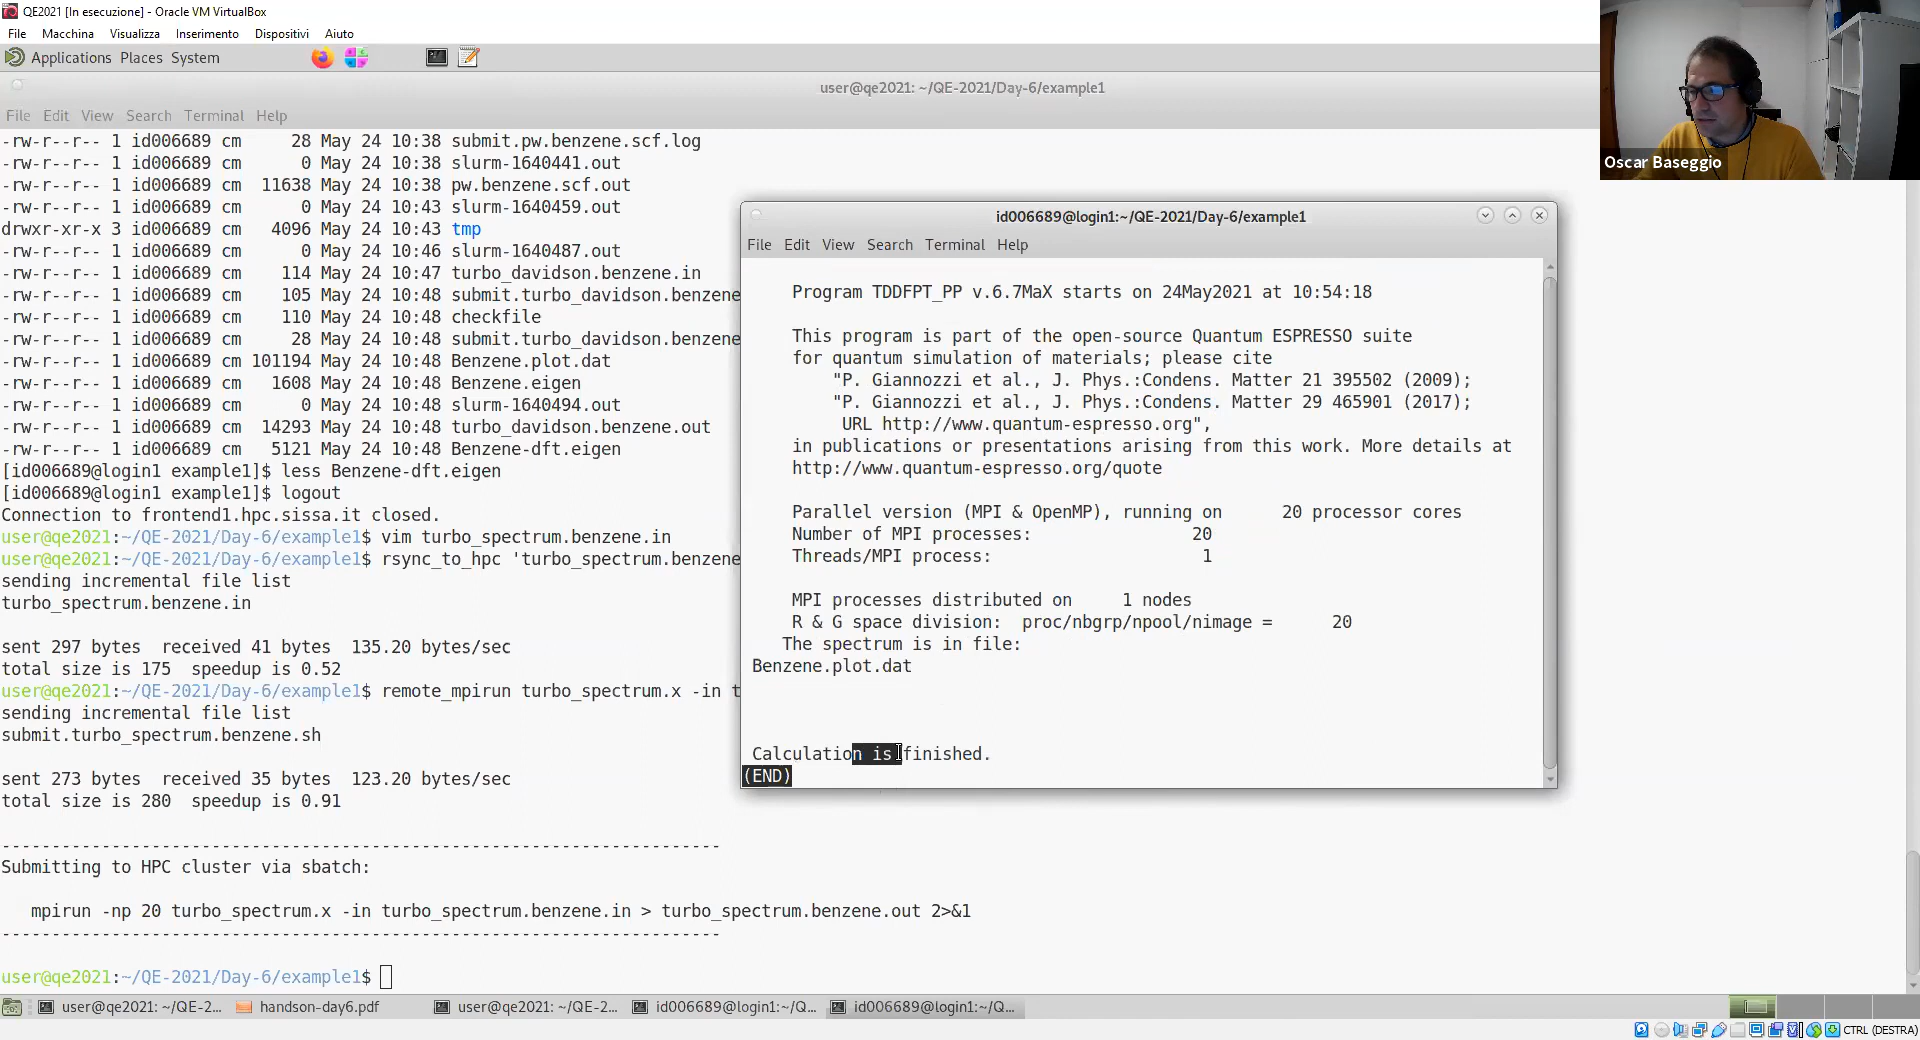 QE2021 [In esecuzione] - Oracle VM VirtualBox
File Macchina Visualizza Inserimento Dispositivi Aiuto
Applications Places System
user@qe2021: ~/QE-2021/Day-6/example1
File Edit View Search Terminal Help
-rw-r--r-- 1 id006689 cm 28 May 24 10:38 submit.pw.benzene.scf.log
-rw-r--r-- 1 id006689 cm 0 May 24 10:38 slurm-1640441.out
-rw-r--r-- 1 id006689 cm 11638 May 24 10:38 pw.benzene.scf.out
-rw-r--r-- 1 id006689 cm 0 May 24 10:43 slurm-1640459.out
drwxr-xr-x 3 id006689 cm 4096 May 24 10:43 tmp
-rw-r--r-- 1 id006689 cm 0 May 24 10:46 slurm-1640487.out
-rw-r--r-- 1 id006689 cm 114 May 24 10:47 turbo_davidson.benzene.in
-rw-r--r-- 1 id006689 cm 105 May 24 10:48 submit.turbo_davidson.benzene
-rw-r--r-- 1 id006689 cm 110 May 24 10:48 checkfile
-rw-r--r-- 1 id006689 cm 28 May 24 10:48 submit.turbo_davidson.benzene
-rw-r--r-- 1 id006689 cm 101194 May 24 10:48 Benzene.plot.dat
-rw-r--r-- 1 id006689 cm 1608 May 24 10:48 Benzene.eigen
-rw-r--r-- 1 id006689 cm 0 May 24 10:48 slurm-1640494.out
-rw-r--r-- 1 id006689 cm 14293 May 24 10:48 turbo_davidson.benzene.out
-rw-r--r-- 1 id006689 cm 5121 May 24 10:48 Benzene-dft.eigen
[id006689@login1 example1]$ less Benzene-dft.eigen
[id006689@login1 example1]$ logout
Connection to frontend1.hpc.sissa.it closed.
user@qe2021:~/QE-2021/Day-6/example1$ vim turbo_spectrum.benzene.in
user@qe2021:~/QE-2021/Day-6/example1$ rsync_to_hpc 'turbo_spectrum.benzene
sending incremental file list
turbo_spectrum.benzene.in
sent 297 bytes received 41 bytes 135.20 bytes/sec
total size is 175 speedup is 0.52
user@qe2021:~/QE-2021/Day-6/example1$ remote_mpirun turbo_spectrum.x -in t
sending incremental file list
submit.turbo_spectrum.benzene.sh
sent 273 bytes received 35 bytes 123.20 bytes/sec
total size is 280 speedup is 0.91
------------------------------------------------------------------------
Submitting to HPC cluster via sbatch:
mpirun -np 20 turbo_spectrum.x -in turbo_spectrum.benzene.in > turbo_spectrum.benzene.out 2>&1
------------------------------------------------------------------------
user@qe2021:~/QE-2021/Day-6/example1$
id006689@login1:~/QE-2021/Day-6/example1
File Edit View Search Terminal Help
Program TDDFPT_PP v.6.7MaX starts on 24May2021 at 10:54:18
This program is part of the open-source Quantum ESPRESSO suite
for quantum simulation of materials; please cite
"P. Giannozzi et al., J. Phys.:Condens. Matter 21 395502 (2009);
"P. Giannozzi et al., J. Phys.:Condens. Matter 29 465901 (2017);
URL http://www.quantum-espresso.org",
in publications or presentations arising from this work. More details at
http://www.quantum-espresso.org/quote
Parallel version (MPI & OpenMP), running on 20 processor cores
Number of MPI processes: 20
Threads/MPI process: 1
MPI processes distributed on 1 nodes
R & G space division: proc/nbgrp/npool/nimage = 20
The spectrum is in file:
Benzene.plot.dat
Calculation is finished.
(END)
Oscar Baseggio
user@qe2021: ~/QE-2... handson-day6.pdf user@qe2021: ~/QE-2... id006689@login1:~/Q... id006689@login1:~/Q...
CTRL (DESTRA)